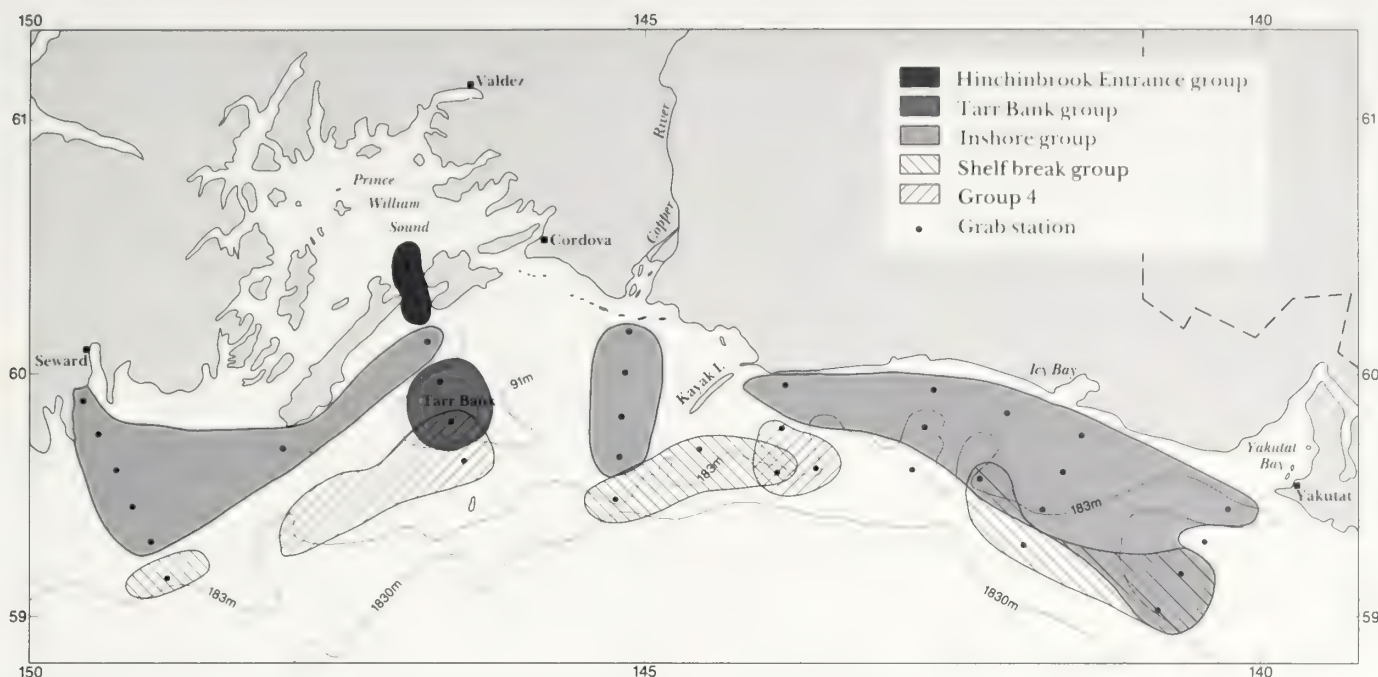 150
145
140
61
61
Valdez
Hinchinbrook Entrance group
Tarr Bank group
Inshore group
Shelf break group
Group 4
Grab station
River
Copper
Prince
William
Sound
Cordova
Seward
60
60
Tarr Bank
91m
Kayak I.
Icy Bay
Yakutat
Bay
Yakutat
183m
183m
183m
1830m
1830m
59
59
150
145
140